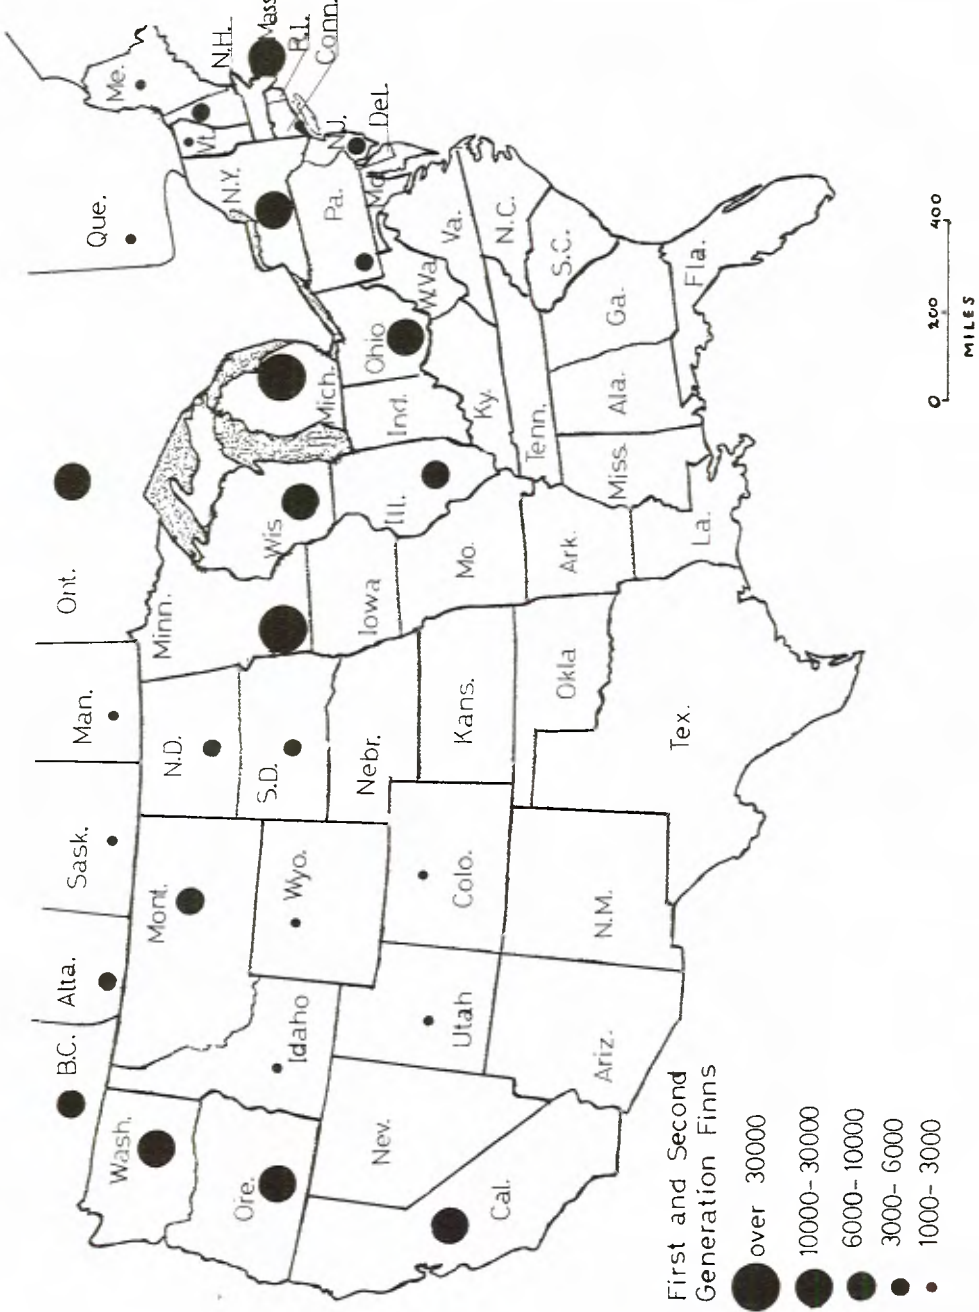 B.C.
Alta.
Sask.
Man.
Ont.
Que.
Wash.
Mont.
N.D.
Minn.
Me.
Ore.
Idaho
Wyo.
S.D.
Wis
Mich.
N.Y.
Vt.
N.H.
Mass
R.I.
Conn.
Nev.
Utah
Colo.
Nebr.
Iowa
Ill.
Ind.
Ohio
Pa.
N.J.
Del.
Md
Cal.
Kans.
Mo.
Ky.
W.Va.
Va.
Ariz.
N.M.
Okla
Ark.
Tenn.
N.C.
S.C.
Tex.
La.
Miss.
Ala.
Ga.
Fla.
First and Second
Generation Finns
over 30000
10000-30000
6000-10000
3000-6000
1000-3000
0 200 400
MILES